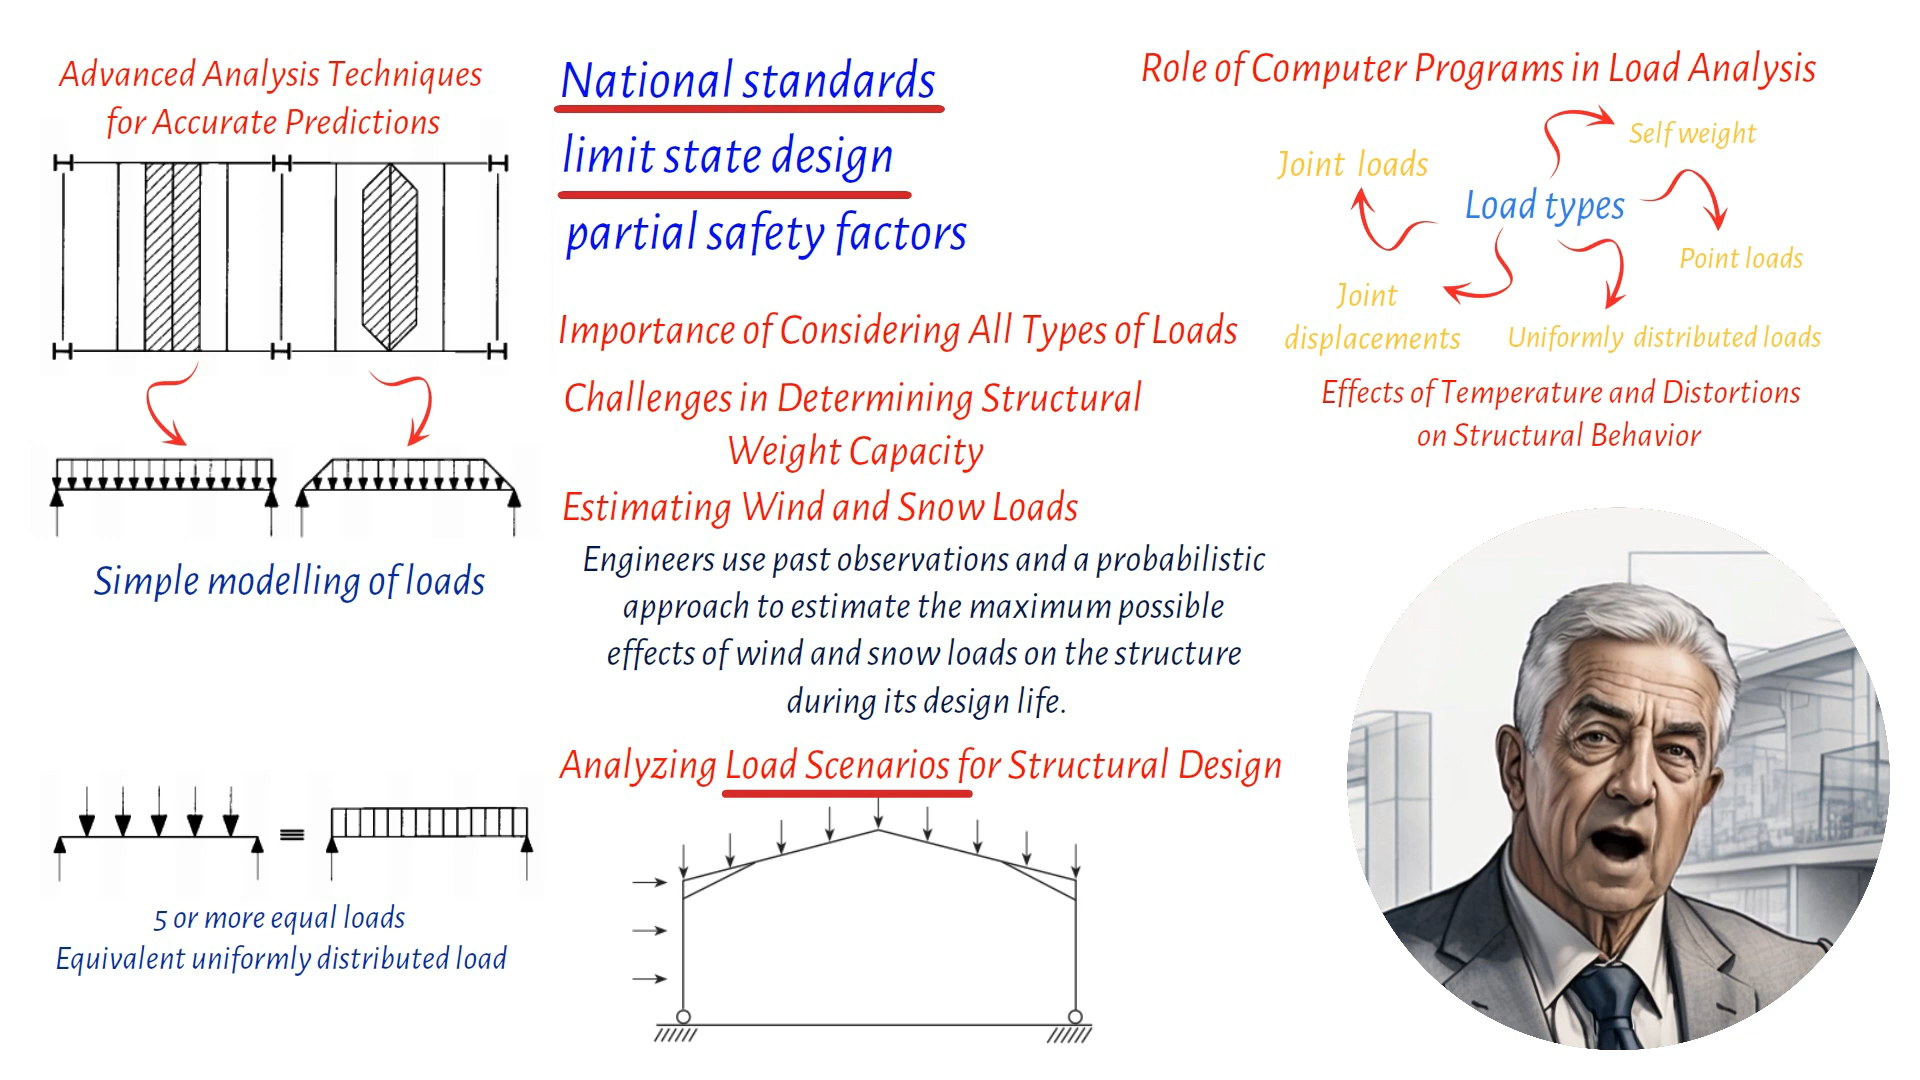 Advanced Analysis Techniques
for Accurate Predictions
Simple modelling of loads
5 or more equal loads
Equivalent uniformly distributed load
National standards
limit state design
partial safety factors
Importance of Considering All Types of Loads
Challenges in Determining Structural
Weight Capacity
Estimating Wind and Snow Loads
Engineers use past observations and a probabilistic
approach to estimate the maximum possible
effects of wind and snow loads on the structure
during its design life.
Analyzing Load Scenarios for Structural Design
Role of Computer Programs in Load Analysis
Self weight
Joint loads
Load types
Point loads
Joint
displacements
Uniformly distributed loads
Effects of Temperature and Distortions
on Structural Behavior